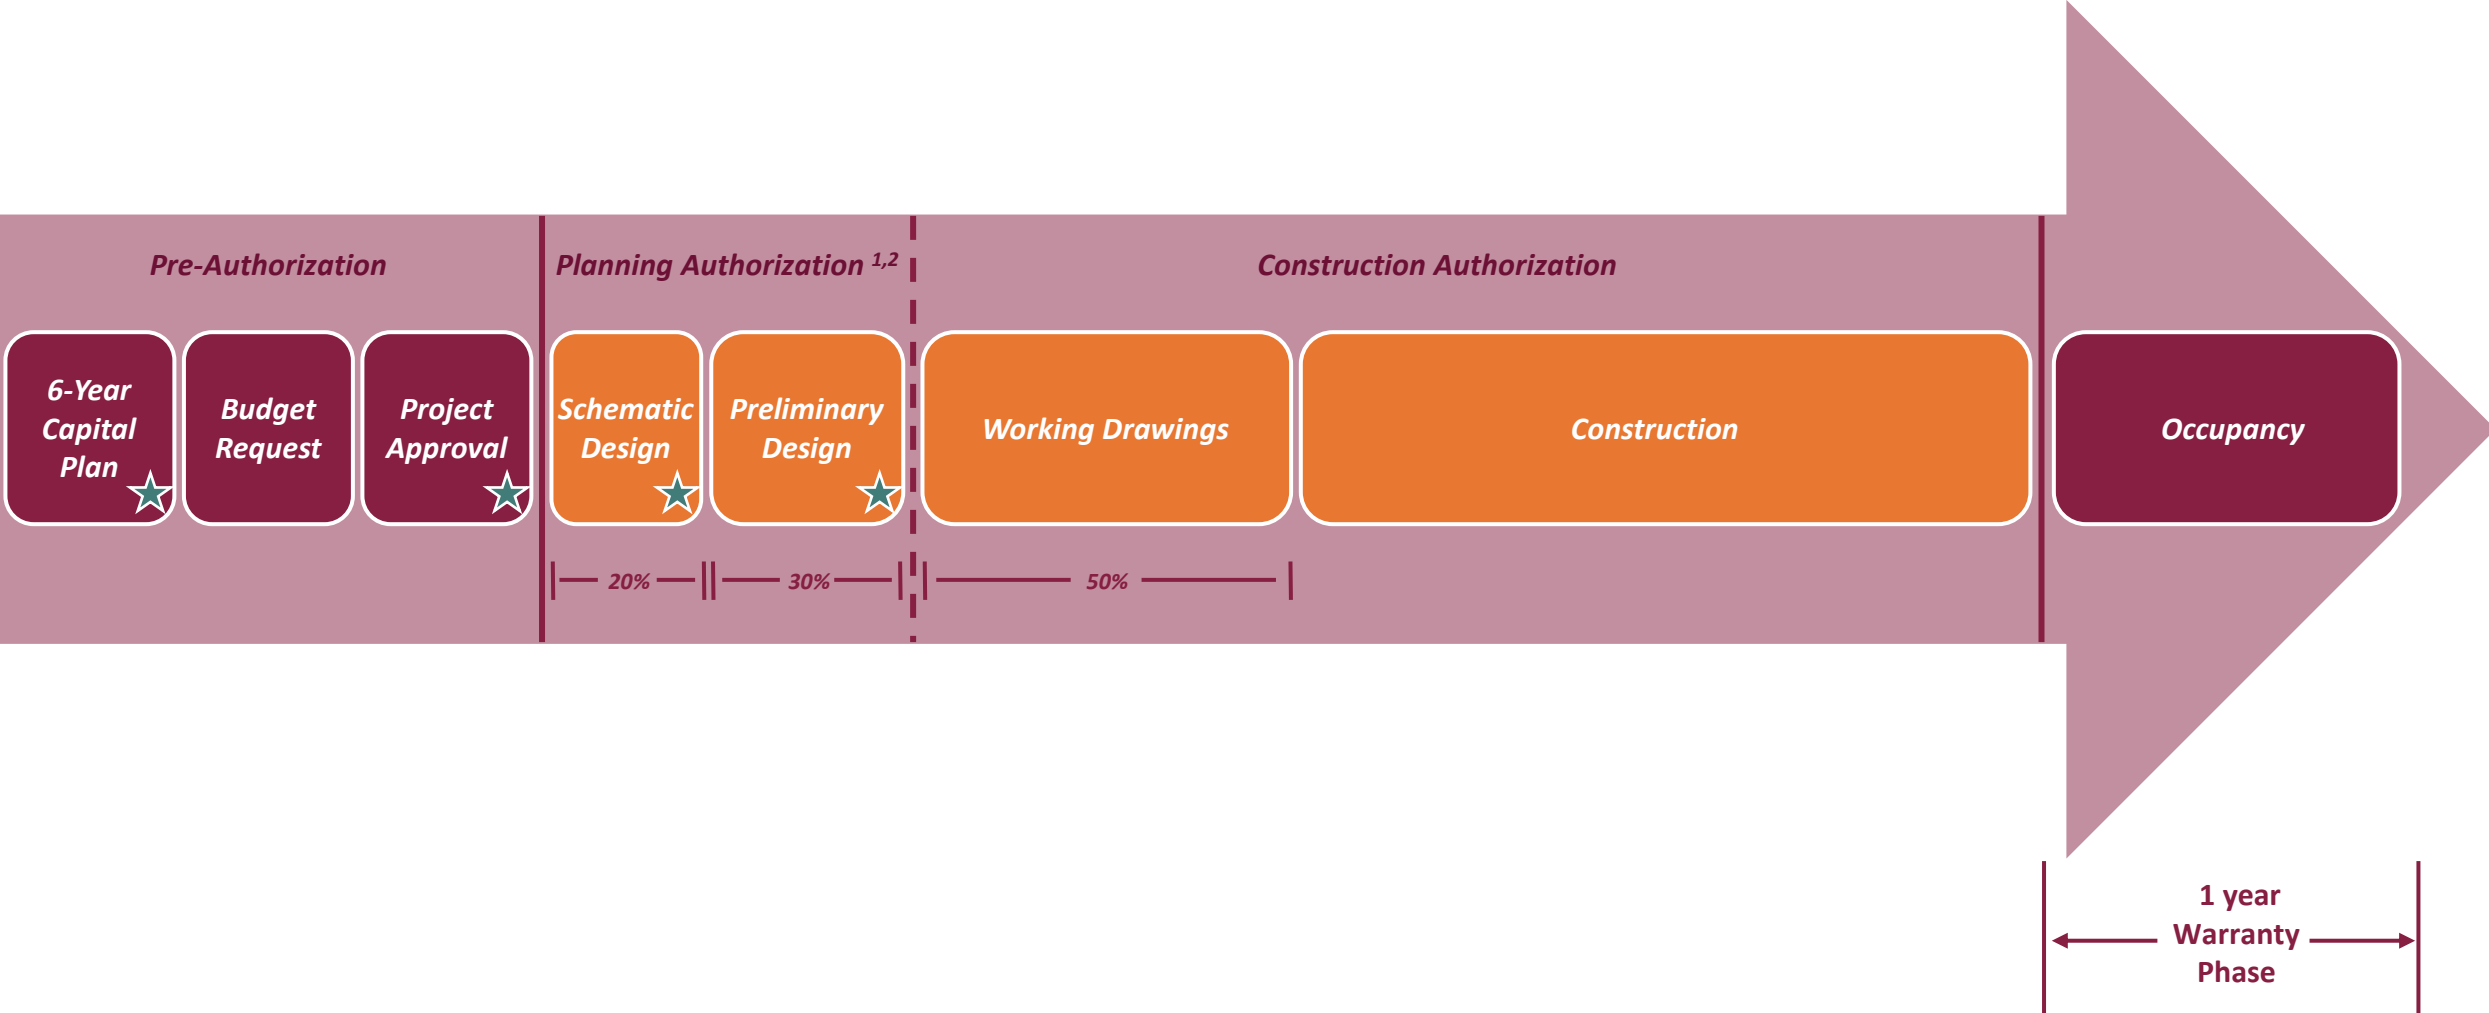 Pre-Authorization
Planning Authorization 1,2
Construction Authorization
6-Year
Capital
Plan
Budget
Request
Project
Approval
Schematic
Design
Preliminary
Design
Working Drawings
Construction
Occupancy
20%
30%
50%
1 year
Warranty
Phase